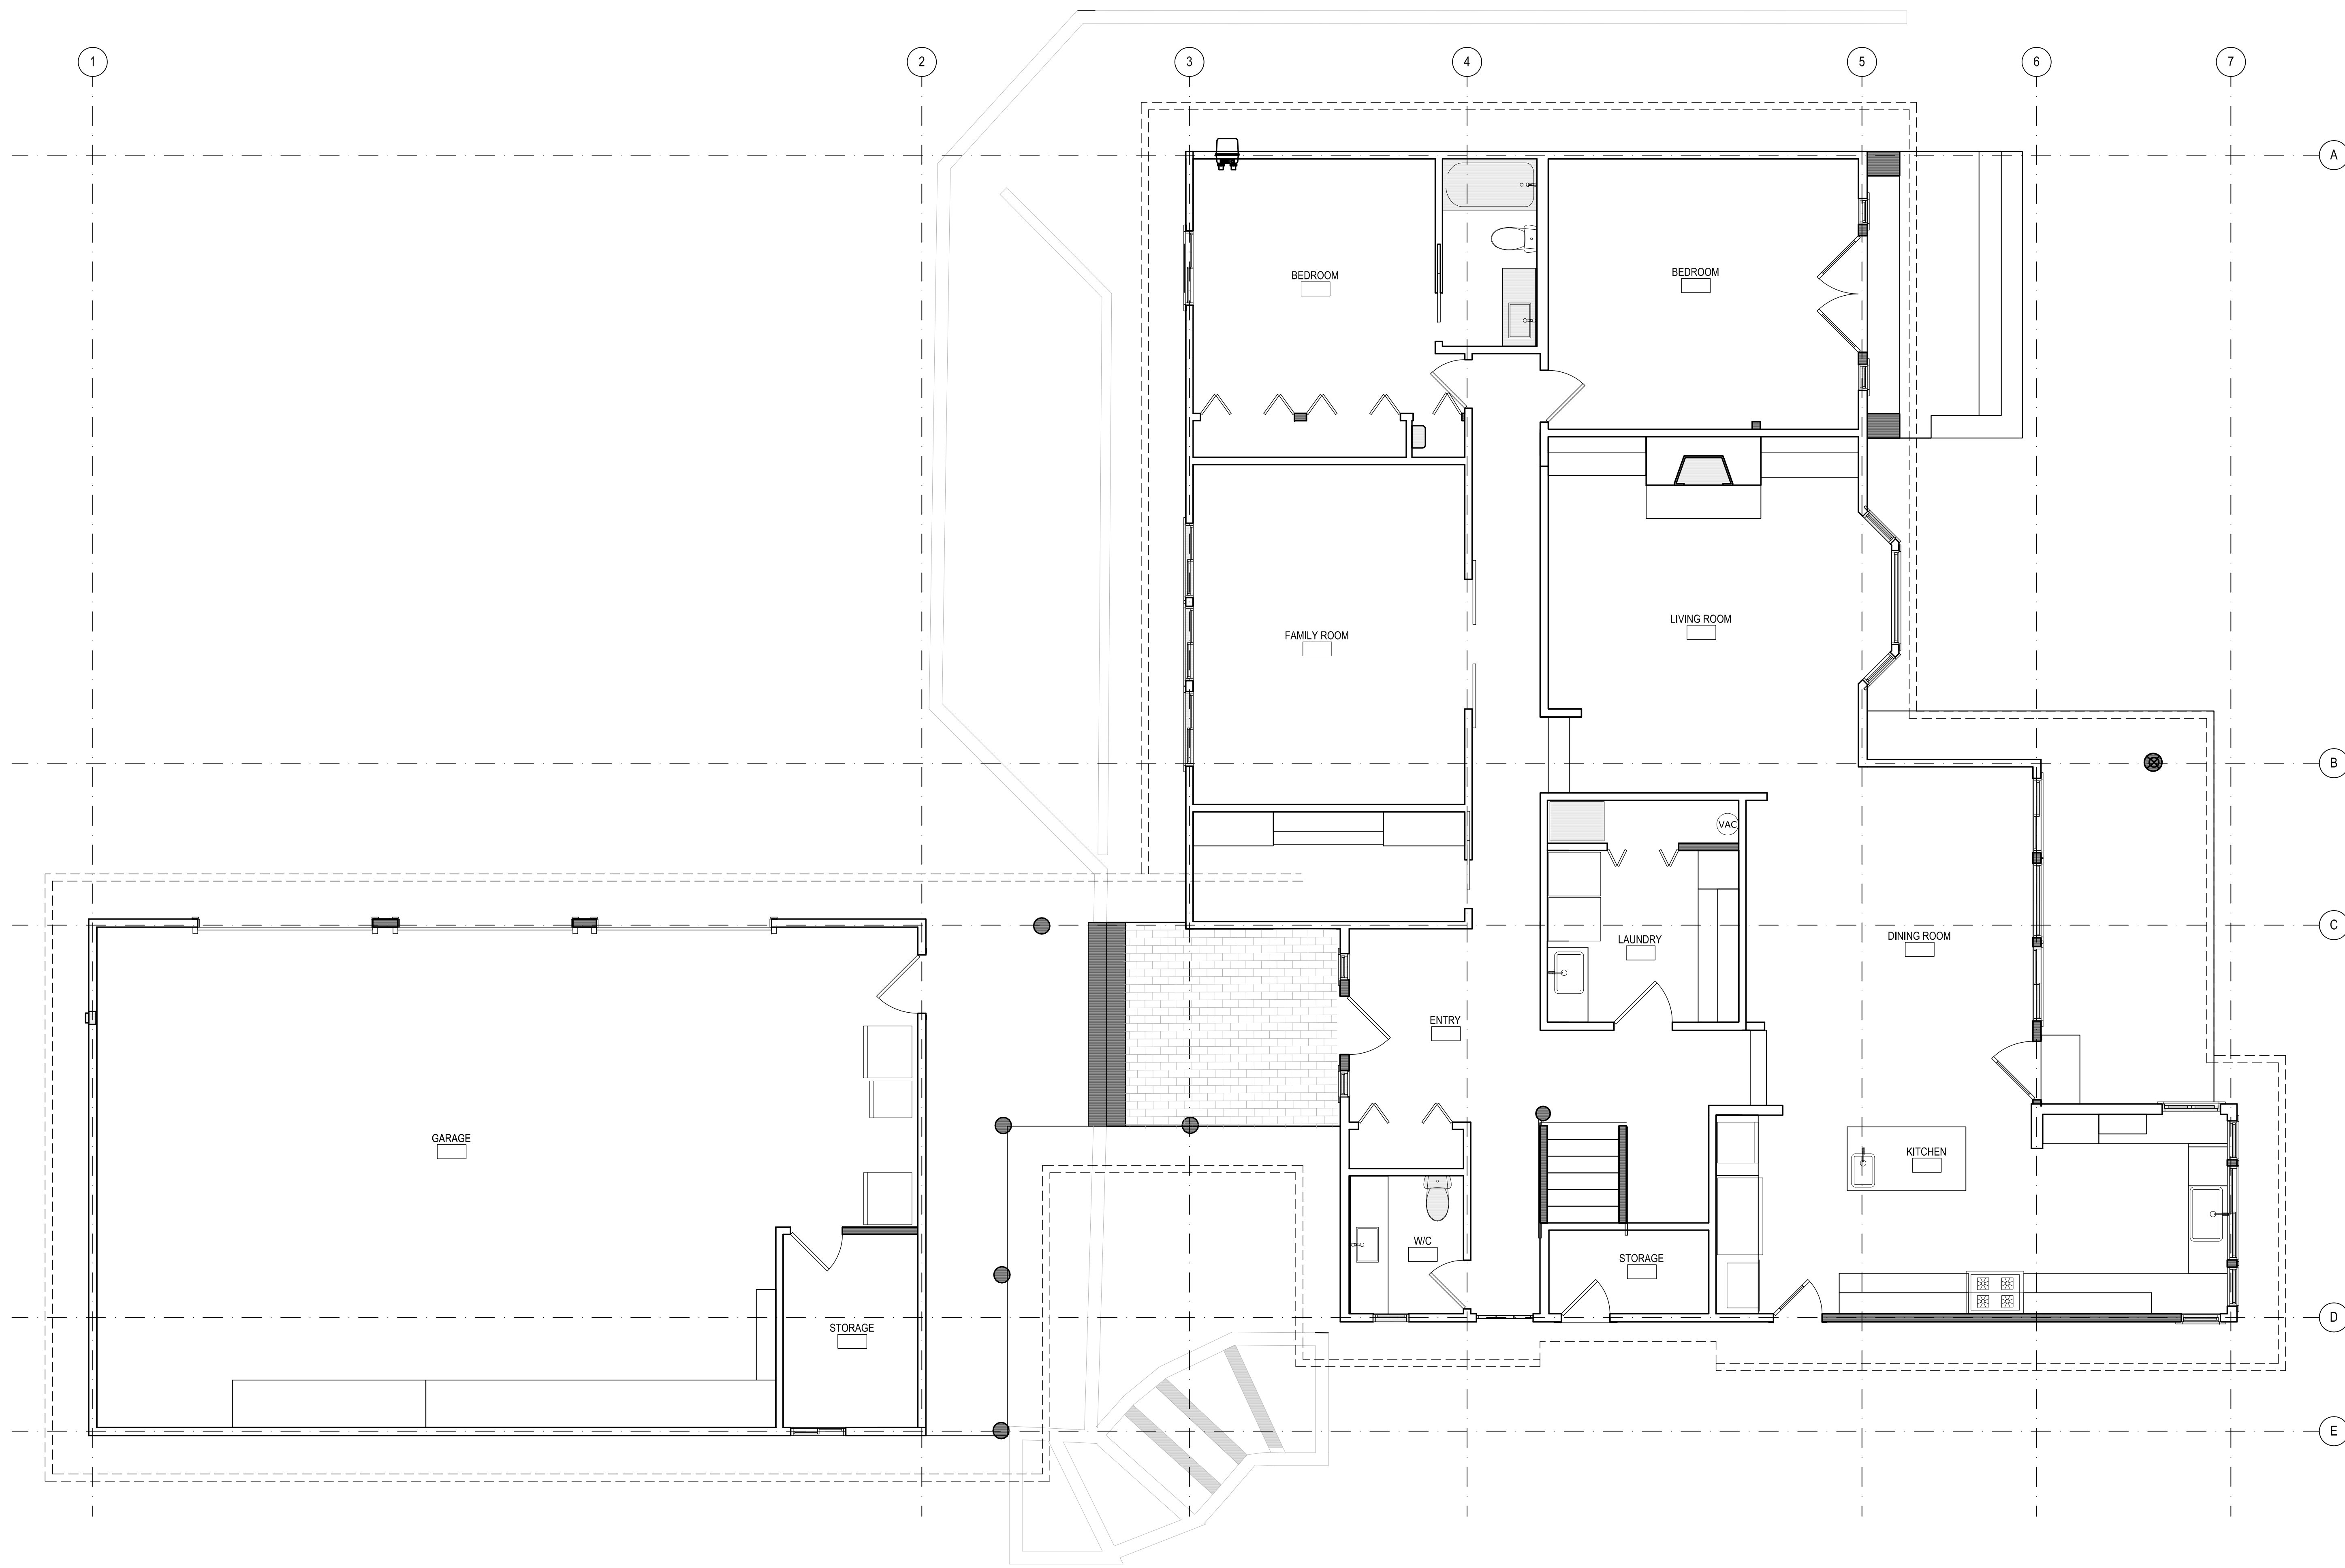 1
2
3
4
5
6
7
A
BEDROOM
BEDROOM
LIVING ROOM
FAMILY ROOM
B
VAC
C
DINING ROOM
LAUNDRY
ENTRY
GARAGE
KITCHEN
W/C
STORAGE
D
STORAGE
E